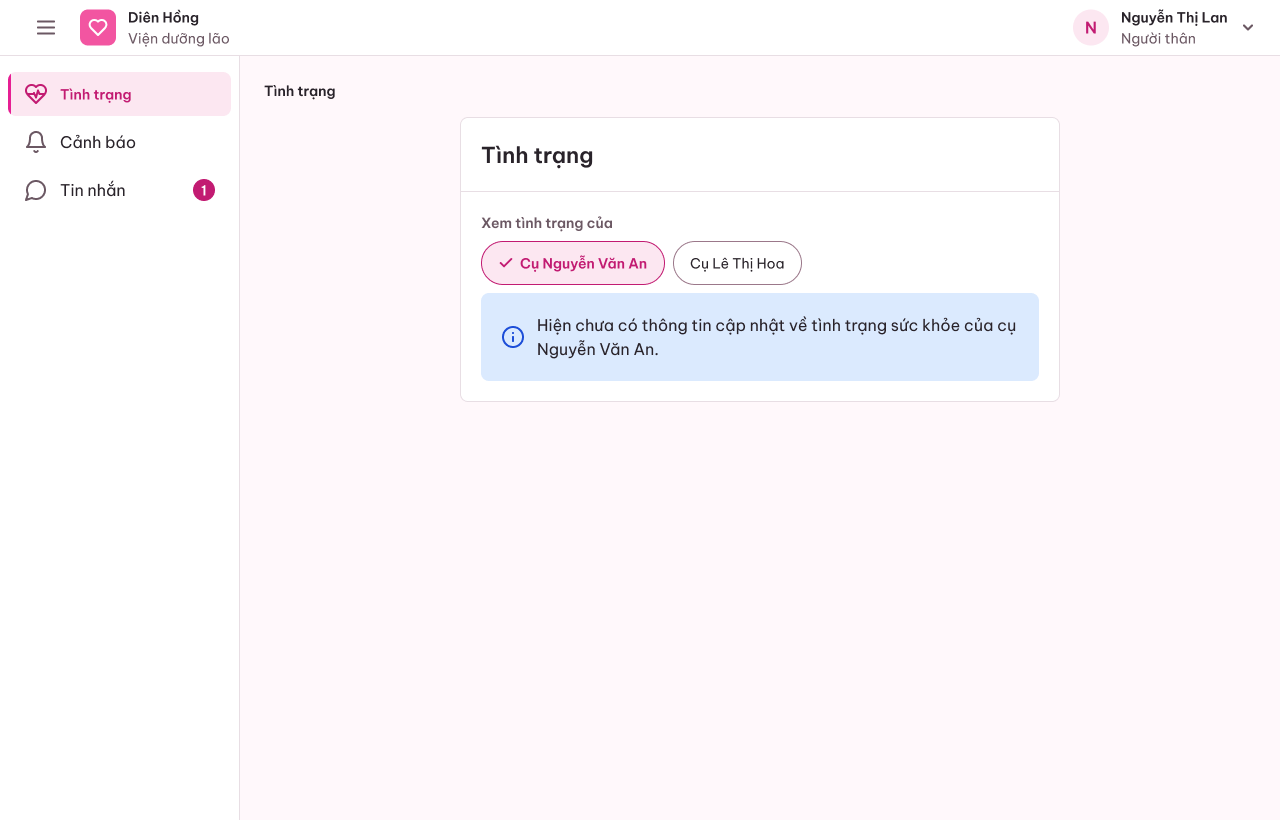 Diên Hồng
Viện dưỡng lão
N
Nguyễn Thị Lan
Người thân
Tình trạng
Cảnh báo
Tin nhắn
1
Tình trạng
Tình trạng
Xem tình trạng của
Cụ Nguyễn Văn An
Cụ Lê Thị Hoa
Hiện chưa có thông tin cập nhật về tình trạng sức khỏe của cụ
Nguyễn Văn An.